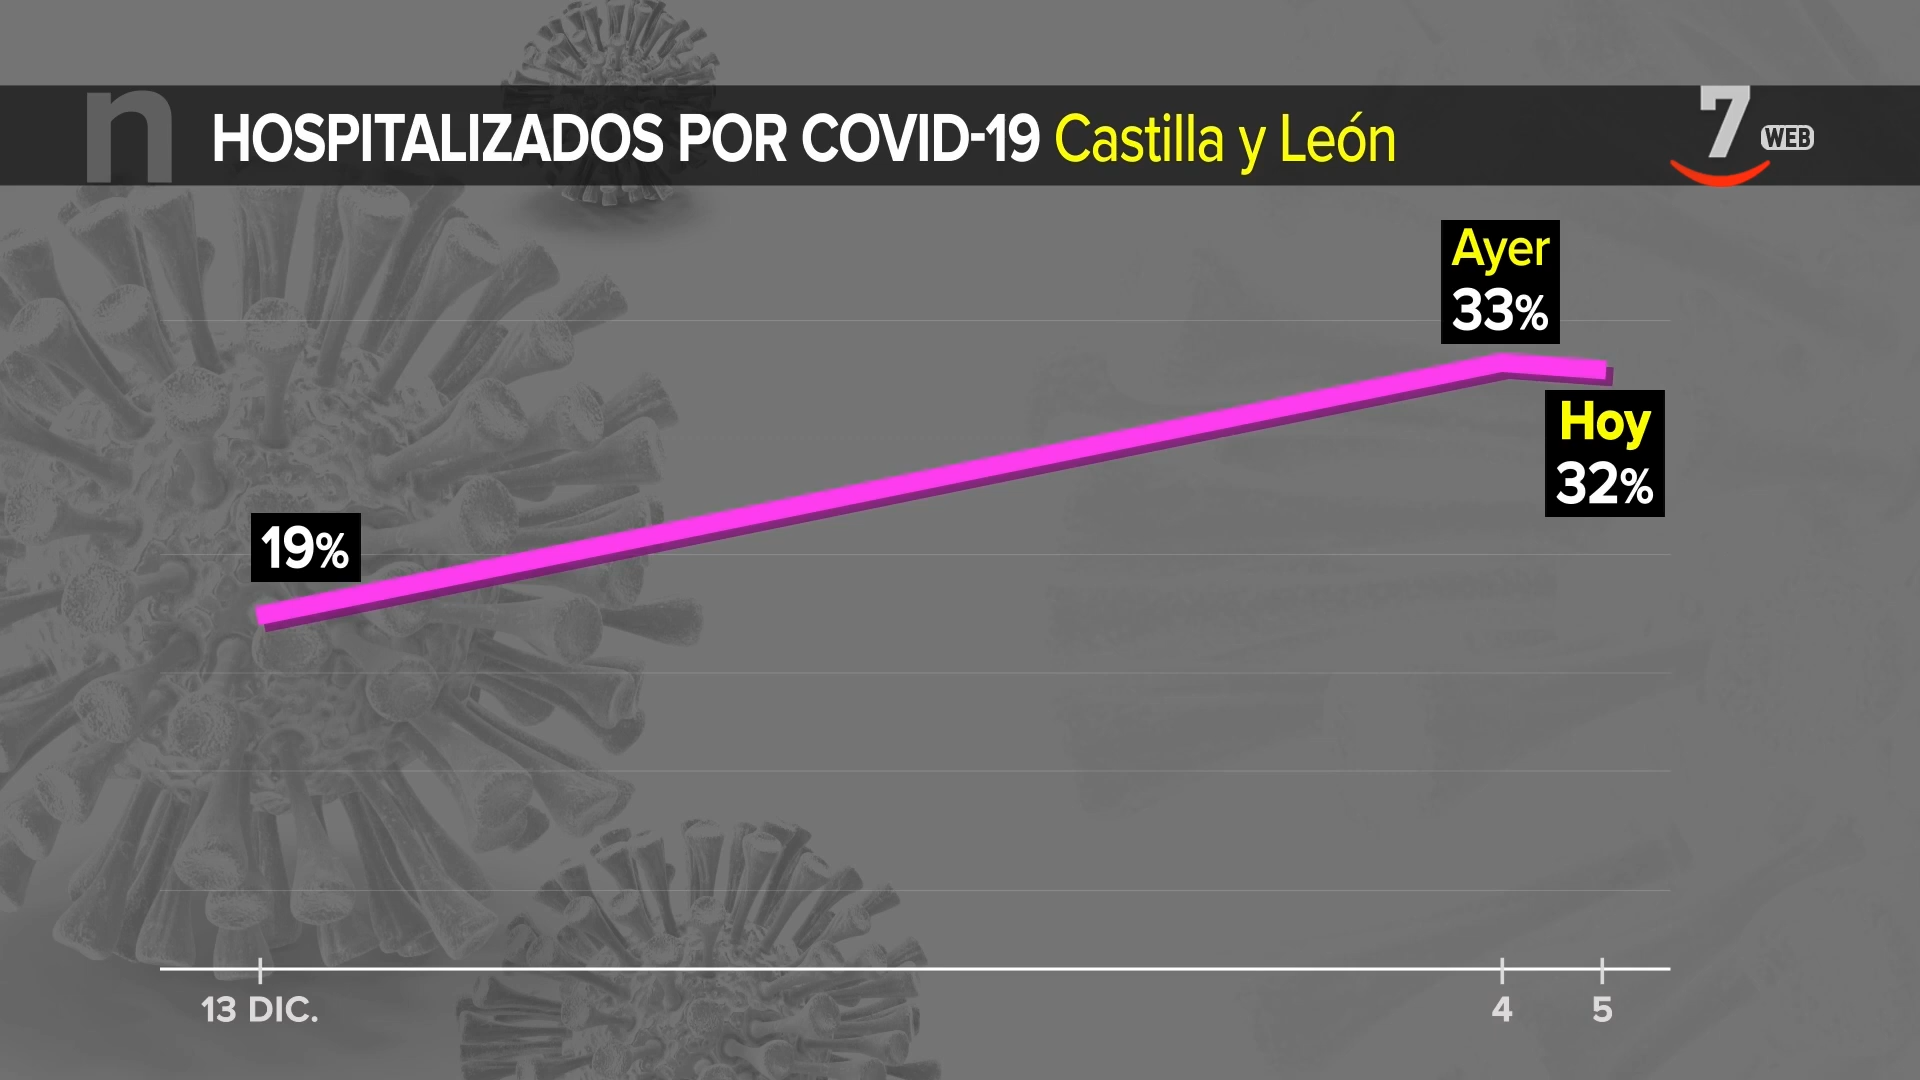 n
HOSPITALIZADOS POR COVID-19 Castilla y León
7 WEB
Ayer
33%
Hoy
32%
19%
13 DIC.
4
5